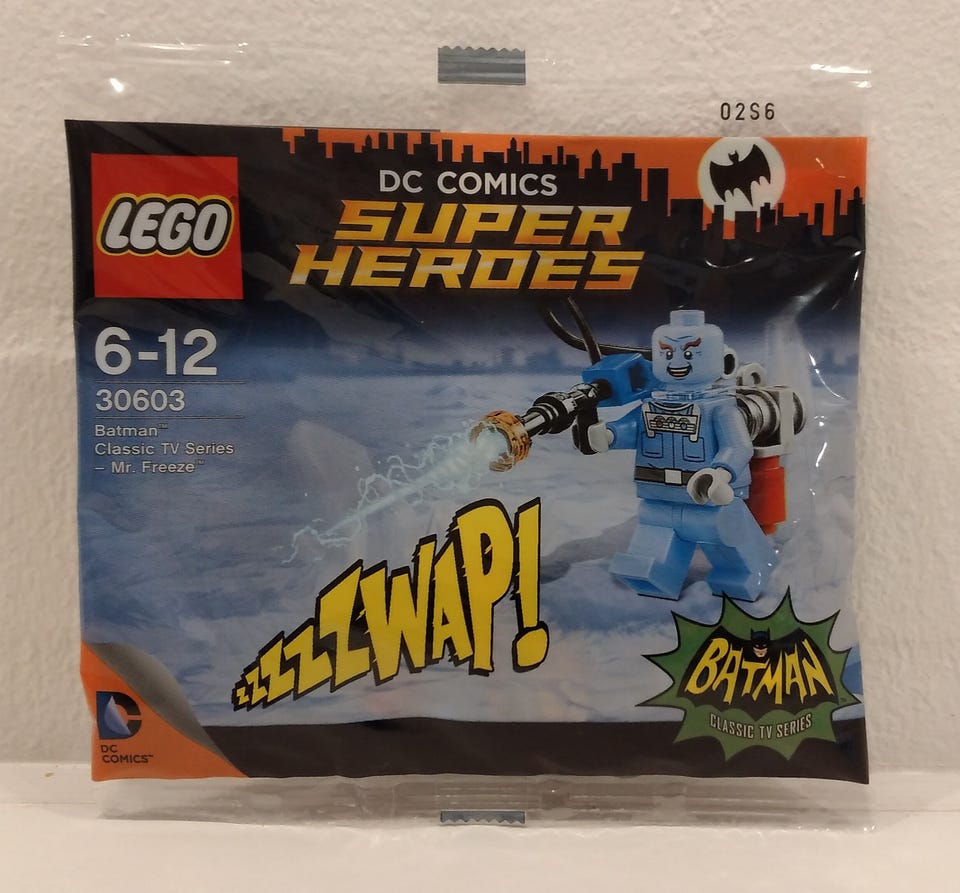 02S6
LEGO
DC COMICS
SUPER
HEROES
6-12
30603
Batman™
Classic TV Series
– Mr. Freeze™
zzzzZZWAP!
BATMAN
CLASSIC TV SERIES
DC
COMICS™